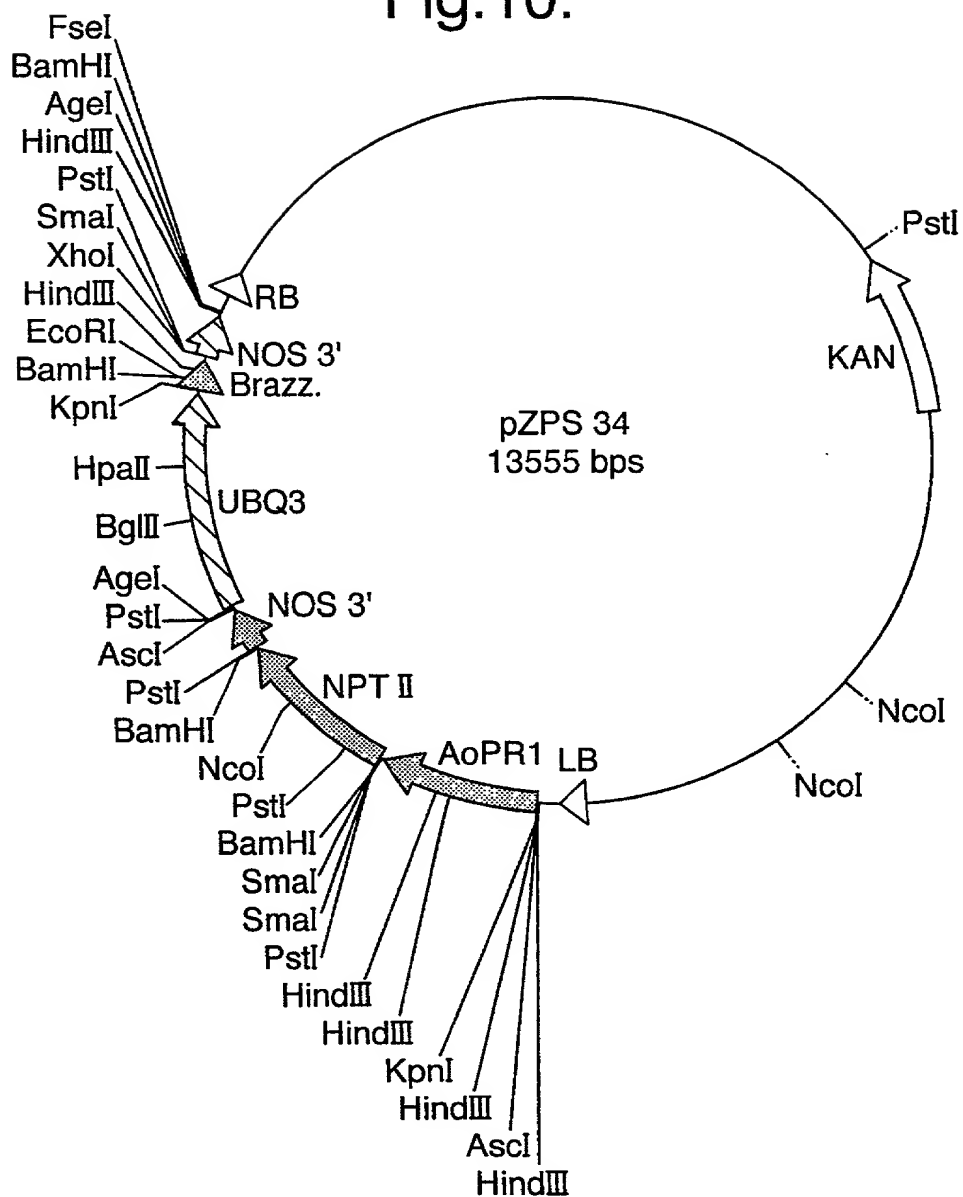 Fig.10.
FseI
BamHI
AgeI
HindIII
PstI
SmaI
XhoI
HindIII
EcoRI
BamHI
KpnI
HpaII
BglII
AgeI
PstI
AscI
PstI
BamHI
NcoI
PstI
BamHI
SmaI
SmaI
PstI
HindIII
HindIII
KpnI
HindIII
AscI
HindIII
RB
NOS 3'
Brazz.
UBQ3
NOS 3'
NPT II
AoPR1
LB
pZPS 34
13555 bps
PstI
KAN
NcoI
NcoI